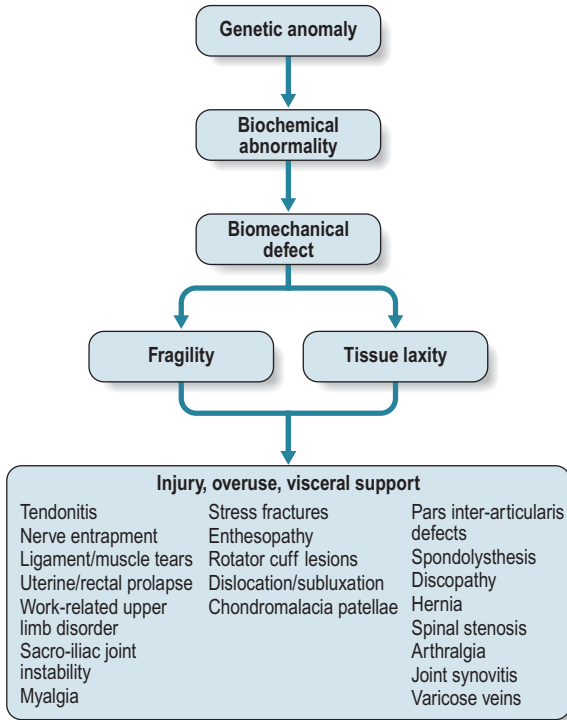 Genetic anomaly
Biochemical
abnormality
Biomechanical
defect
Fragility
Tissue laxity
Injury, overuse, visceral support
Tendonitis
Nerve entrapment
Ligament/muscle tears
Uterine/rectal prolapse
Work-related upper
limb disorder
Sacro-iliac joint
instability
Myalgia
Stress fractures
Enthesopathy
Rotator cuff lesions
Dislocation/subluxation
Chondromalacia patellae
Pars inter-articularis
defects
Spondolysthesis
Discopathy
Hernia
Spinal stenosis
Arthralgia
Joint synovitis
Varicose veins